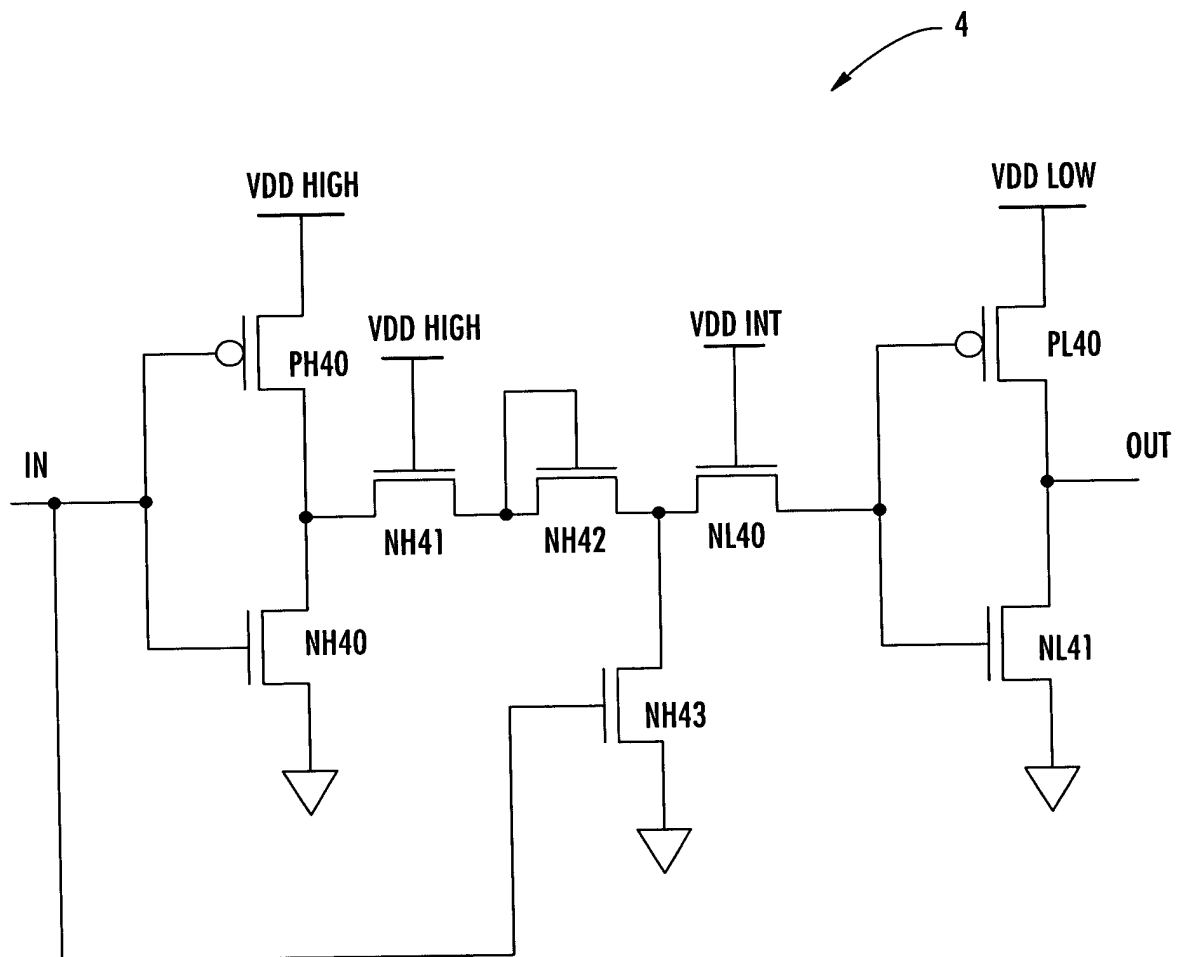 4
VDD HIGH
VDD LOW
VDD HIGH
VDD INT
PH40
PL40
IN
OUT
NH41
NH42
NL40
NH40
NL41
NH43